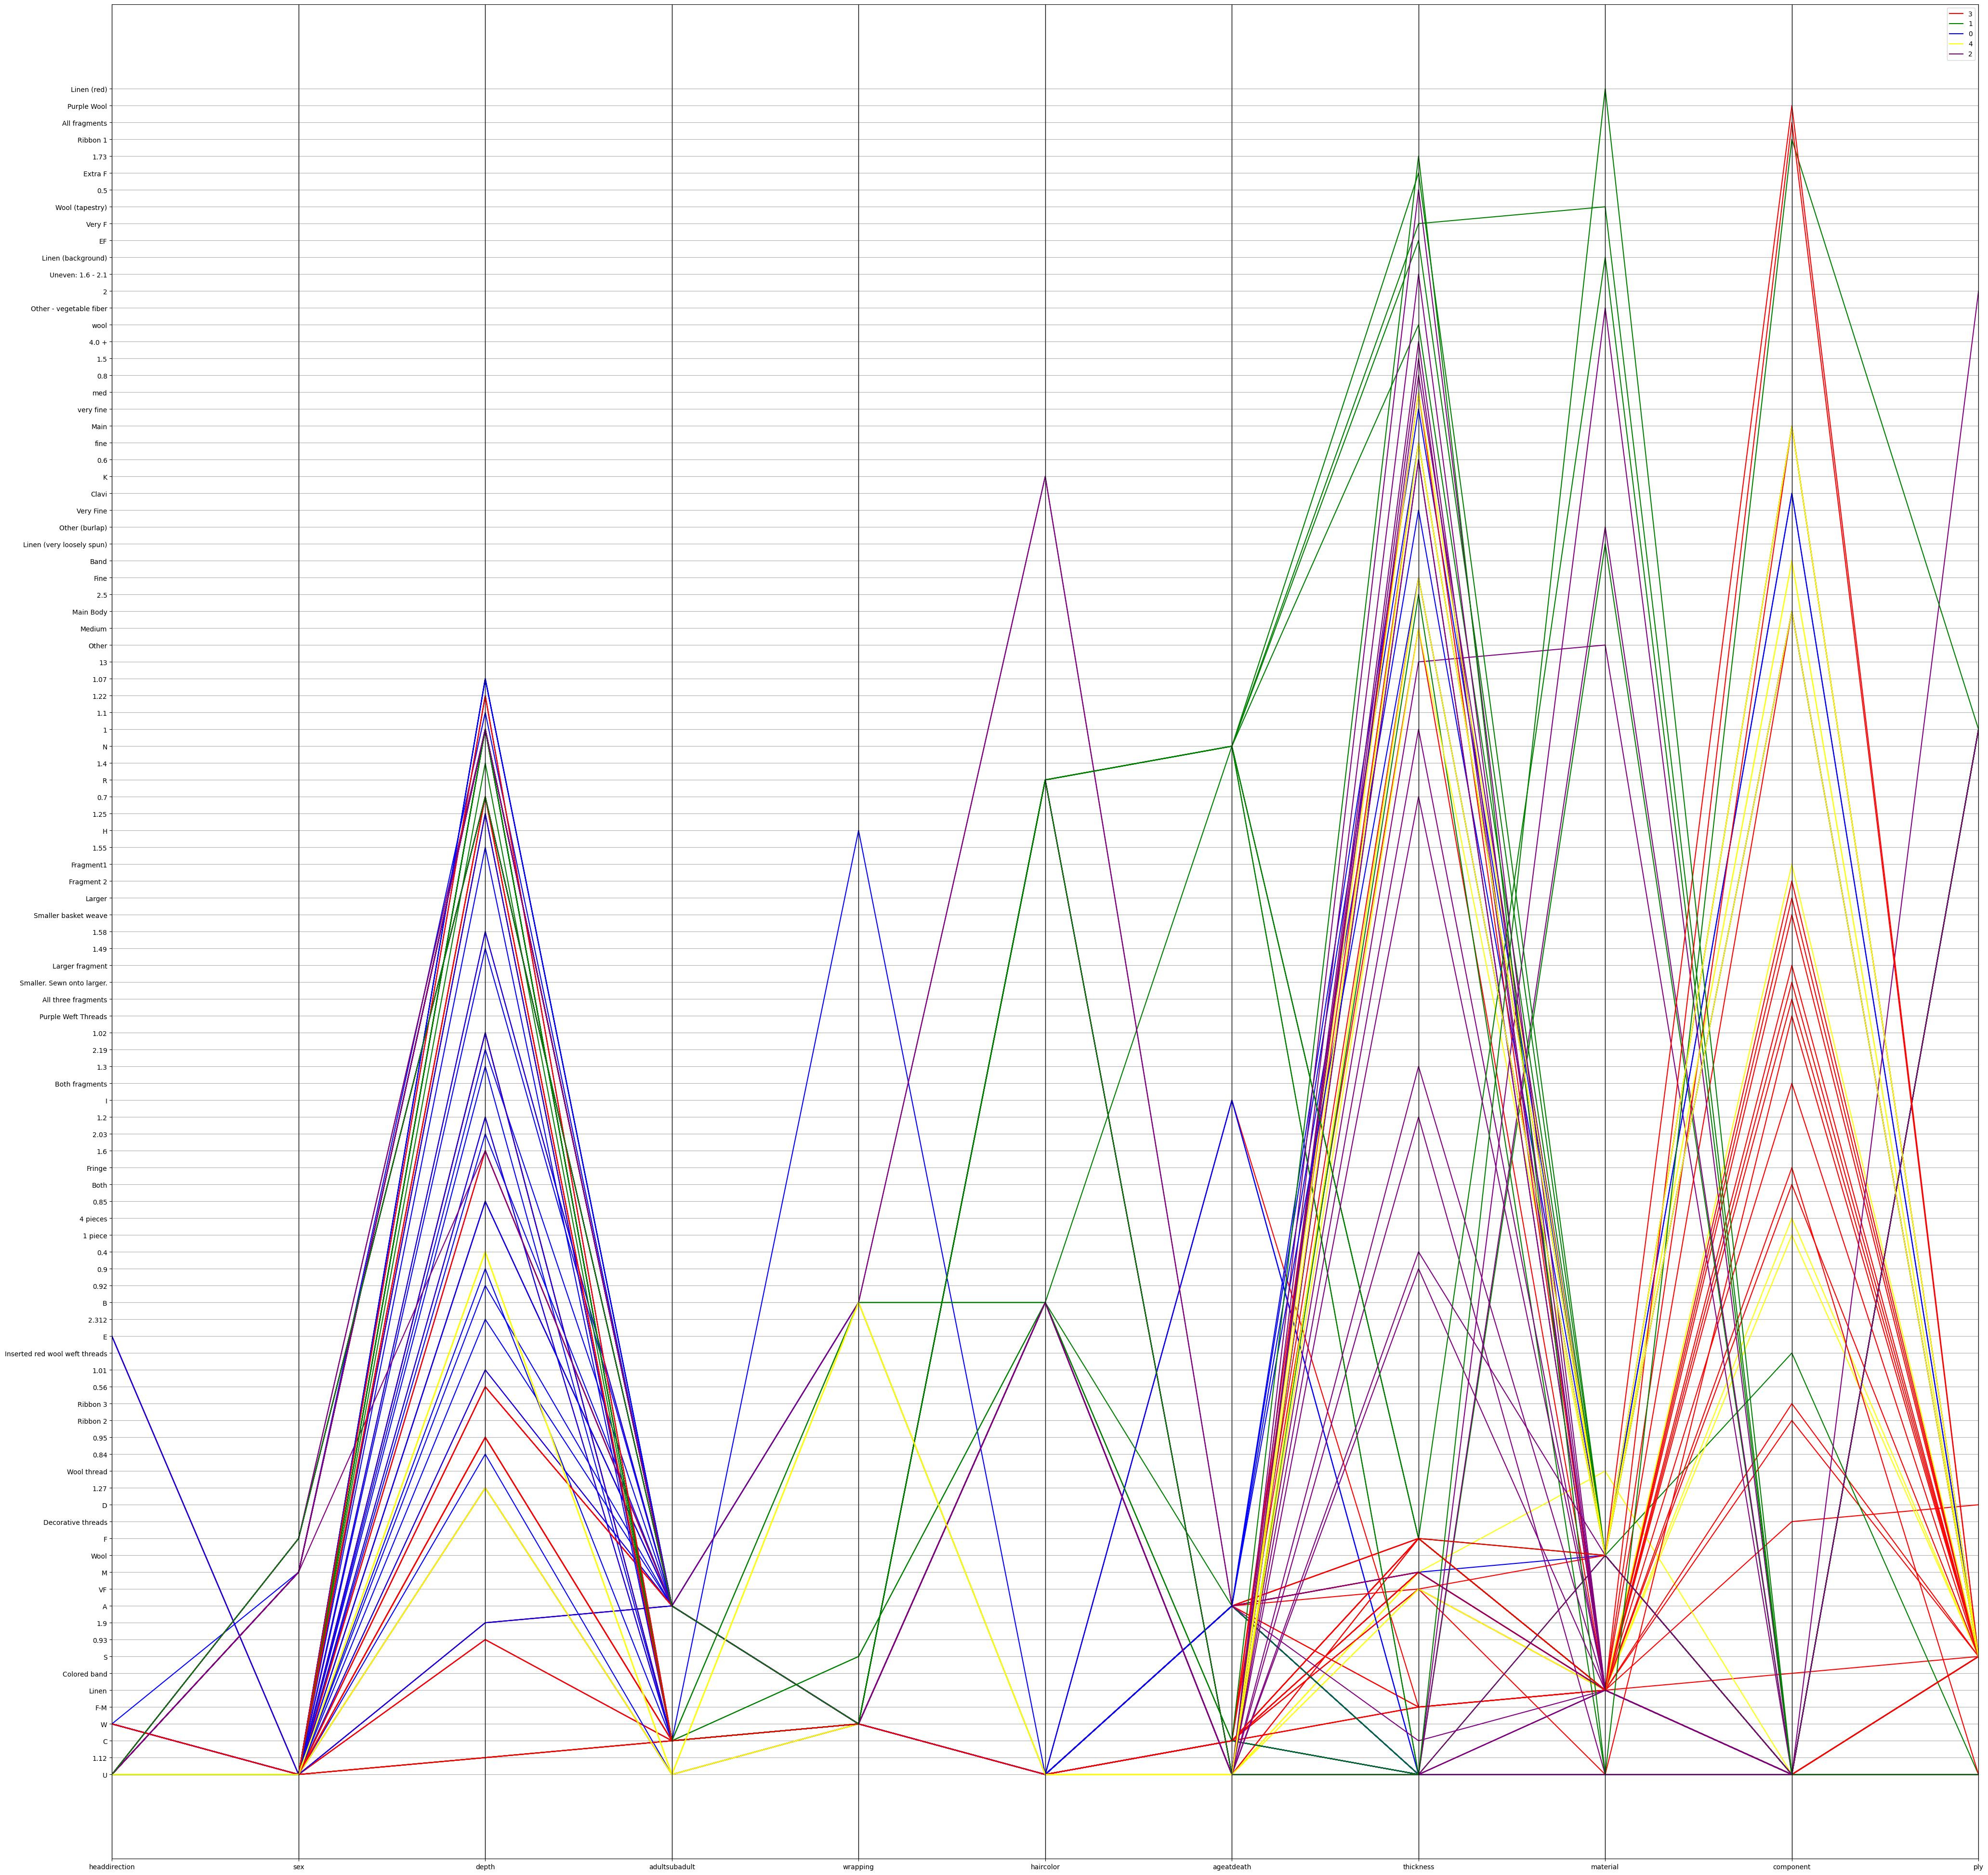 3
1
0
4
2
Linen (red)
Purple Wool
All fragments
Ribbon 1
1.73
Extra F
0.5
Wool (tapestry)
Very F
EF
Linen (background)
Uneven: 1.6 - 2.1
2
Other - vegetable fiber
wool
4.0 +
1.5
0.8
med
very fine
Main
fine
0.6
K
Clavi
Very Fine
Other (burlap)
Linen (very loosely spun)
Band
Fine
2.5
Main Body
Medium
Other
13
1.07
1.22
1.1
1
N
1.4
R
0.7
1.25
H
1.55
Fragment1
Fragment 2
Larger
Smaller basket weave
1.58
1.49
Larger fragment
Smaller. Sewn onto larger.
All three fragments
Purple Weft Threads
1.02
2.19
1.3
Both fragments
I
1.2
2.03
1.6
Fringe
Both
0.85
4 pieces
1 piece
0.4
0.9
0.92
B
2.312
E
Inserted red wool weft threads
1.01
0.56
Ribbon 3
Ribbon 2
0.95
0.84
Wool thread
1.27
D
Decorative threads
F
Wool
M
VF
A
1.9
0.93
S
Colored band
Linen
F-M
W
C
1.12
U
headdirection sex depth adultsubadult wrapping haircolor ageatdeath thickness material component ply